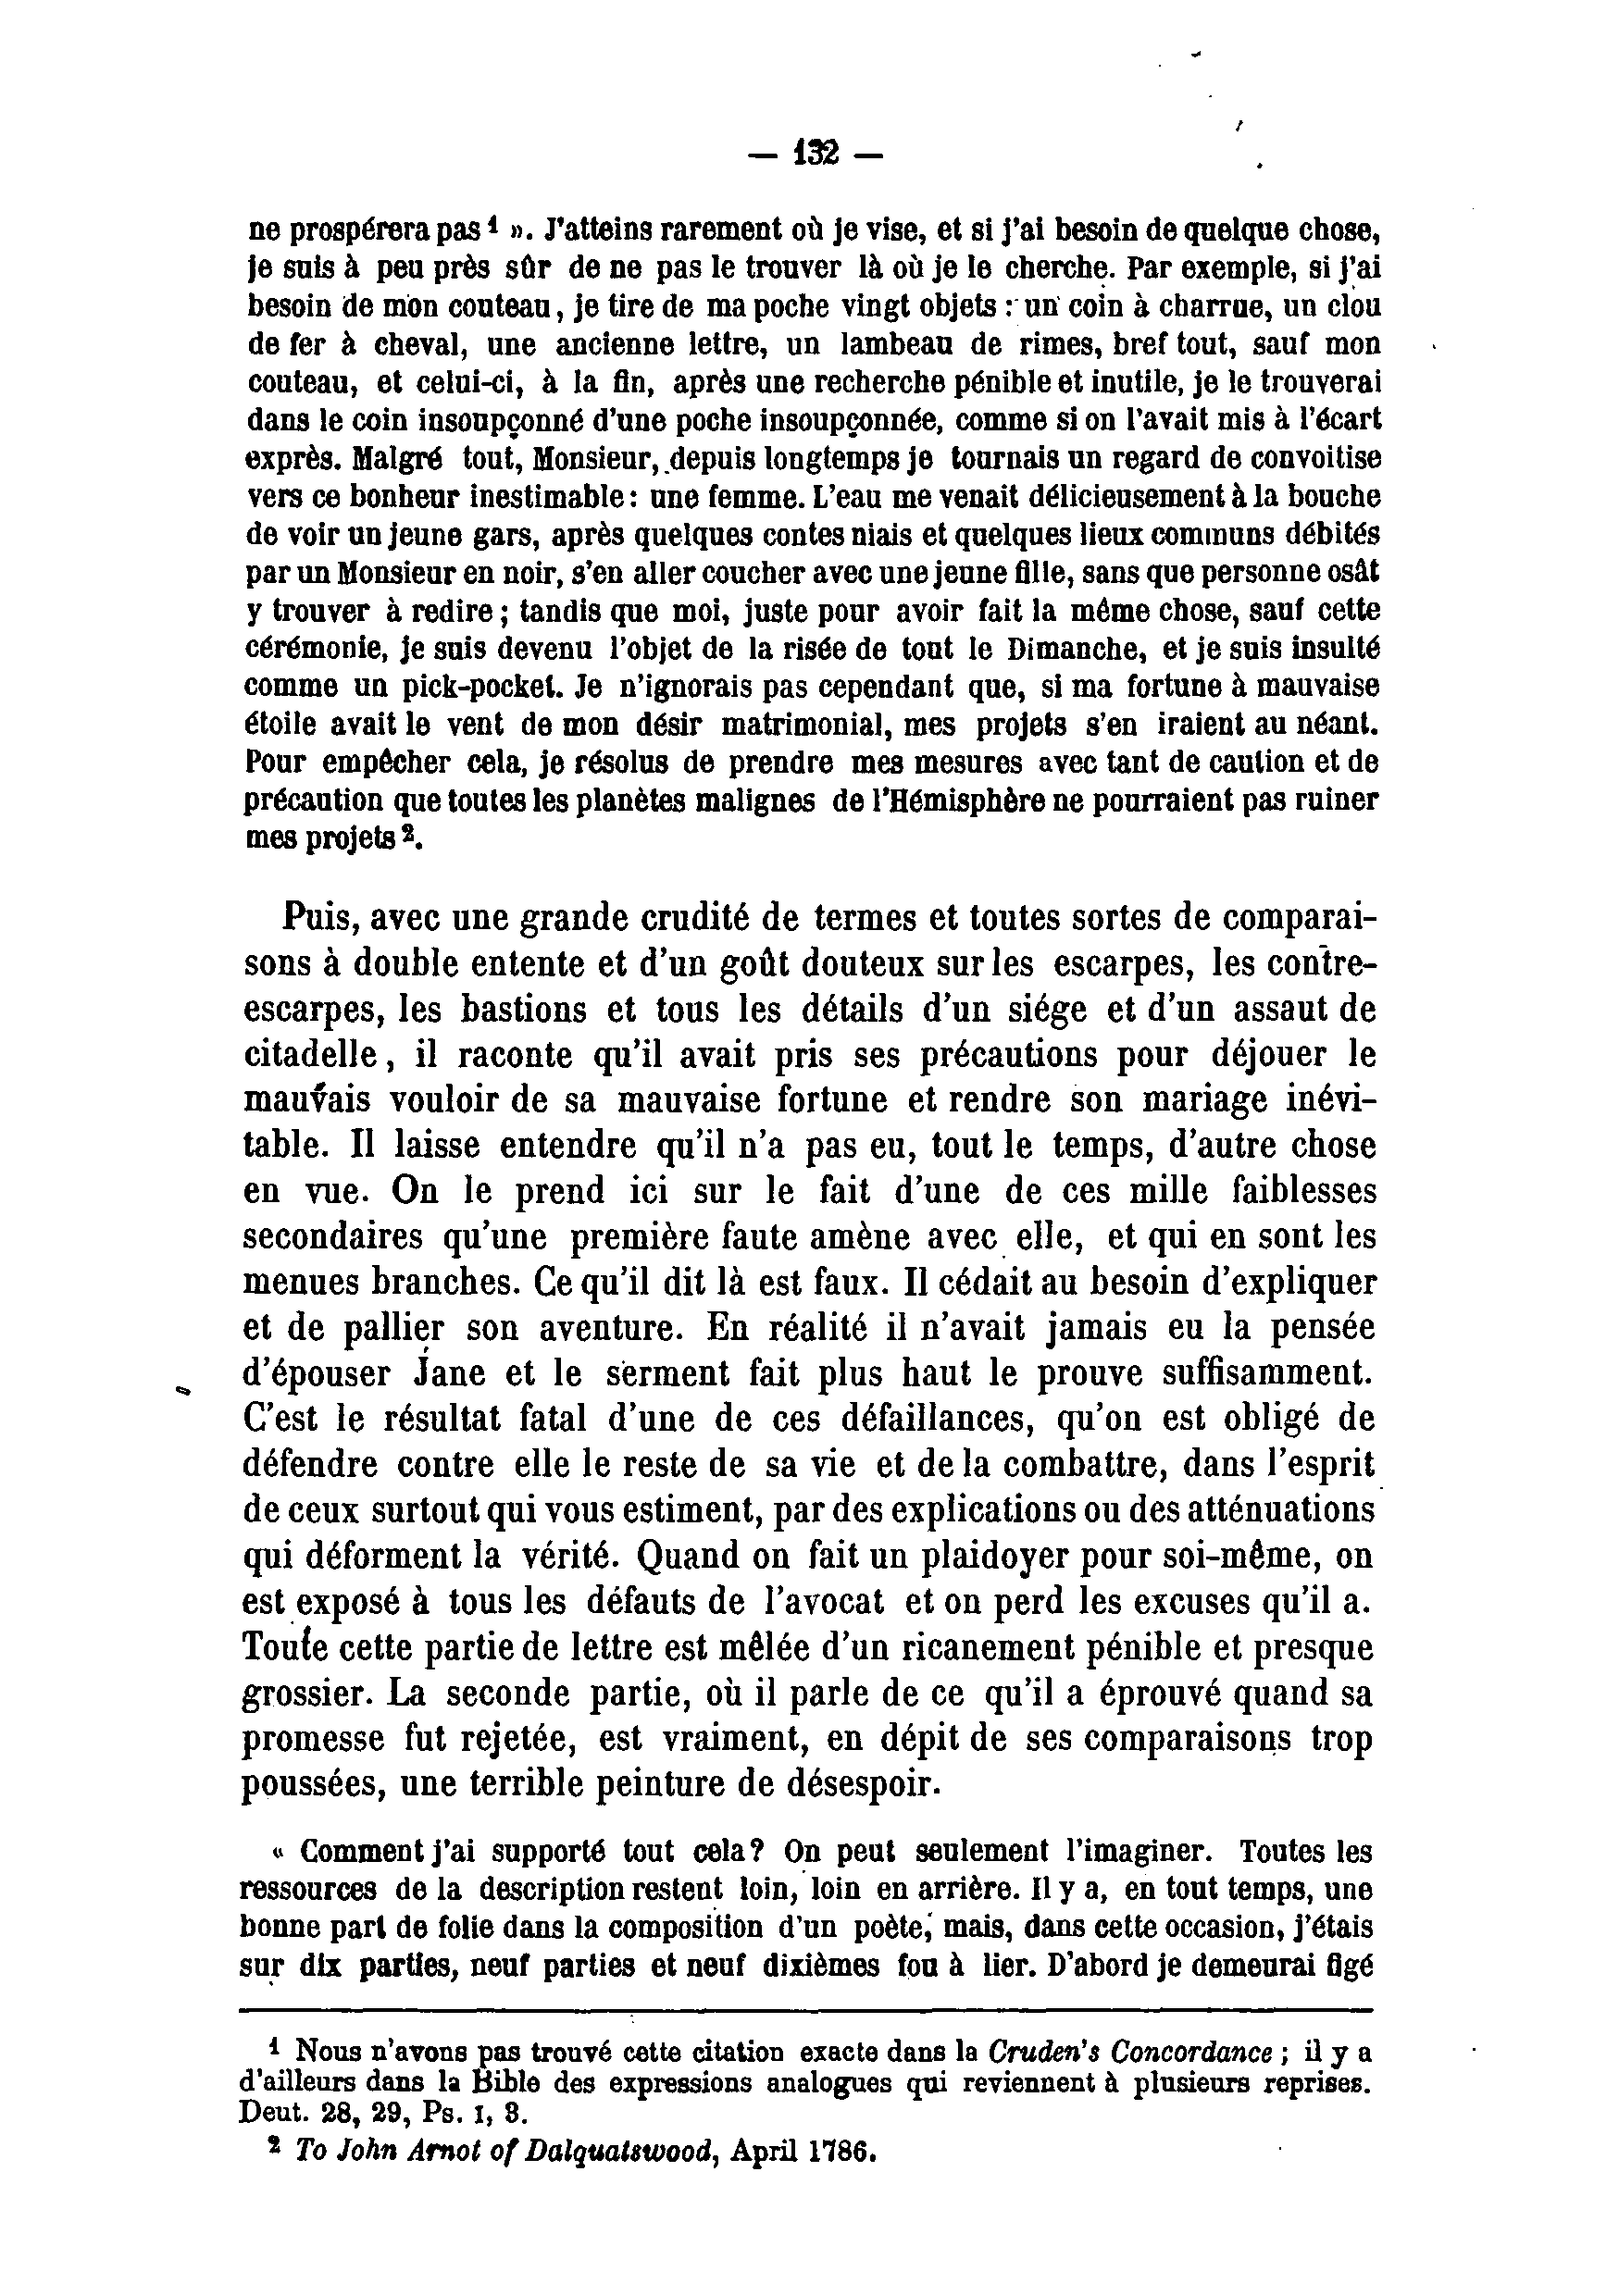 — 132 —
ne prospérera pas ¹ ». J'atteins rarement où je vise, et si j'ai besoin de quelque chose,
je suis à peu près sûr de ne pas le trouver là où je le cherche. Par exemple, si j'ai
besoin de mon couteau, je tire de ma poche vingt objets : un coin à charrue, un clou
de fer à cheval, une ancienne lettre, un lambeau de rimes, bref tout, sauf mon
couteau, et celui-ci, à la fin, après une recherche pénible et inutile, je le trouverai
dans le coin insoupçonné d'une poche insoupçonnée, comme si on l'avait mis à l'écart
exprès. Malgré tout, Monsieur, depuis longtemps je tournais un regard de convoitise
vers ce bonheur inestimable : une femme. L'eau me venait délicieusement à la bouche
de voir un jeune gars, après quelques contes niais et quelques lieux communs débités
par un Monsieur en noir, s'en aller coucher avec une jeune fille, sans que personne osât
y trouver à redire ; tandis que moi, juste pour avoir fait la même chose, sauf cette
cérémonie, je suis devenu l'objet de la risée de tout le Dimanche, et je suis insulté
comme un pick-pocket. Je n'ignorais pas cependant que, si ma fortune à mauvaise
étoile avait le vent de mon désir matrimonial, mes projets s'en iraient au néant.
Pour empêcher cela, je résolus de prendre mes mesures avec tant de caution et de
précaution que toutes les planètes malignes de l'Hémisphère ne pourraient pas ruiner
mes projets ².
Puis, avec une grande crudité de termes et toutes sortes de comparai-
sons à double entente et d'un goût douteux sur les escarpes, les contre-
escarpes, les bastions et tous les détails d'un siége et d'un assaut de
citadelle, il raconte qu'il avait pris ses précautions pour déjouer le
mauvais vouloir de sa mauvaise fortune et rendre son mariage inévi-
table. Il laisse entendre qu'il n'a pas eu, tout le temps, d'autre chose
en vue. On le prend ici sur le fait d'une de ces mille faiblesses
secondaires qu'une première faute amène avec elle, et qui en sont les
menues branches. Ce qu'il dit là est faux. Il cédait au besoin d'expliquer
et de pallier son aventure. En réalité il n'avait jamais eu la pensée
d'épouser Jane et le serment fait plus haut le prouve suffisamment.
C'est le résultat fatal d'une de ces défaillances, qu'on est obligé de
défendre contre elle le reste de sa vie et de la combattre, dans l'esprit
de ceux surtout qui vous estiment, par des explications ou des atténuations
qui déforment la vérité. Quand on fait un plaidoyer pour soi-même, on
est exposé à tous les défauts de l'avocat et on perd les excuses qu'il a.
Toute cette partie de lettre est mêlée d'un ricanement pénible et presque
grossier. La seconde partie, où il parle de ce qu'il a éprouvé quand sa
promesse fut rejetée, est vraiment, en dépit de ses comparaisons trop
poussées, une terrible peinture de désespoir.
« Comment j'ai supporté tout cela ? On peut seulement l'imaginer. Toutes les
ressources de la description restent loin, loin en arrière. Il y a, en tout temps, une
bonne part de folie dans la composition d'un poète, mais, dans cette occasion, j'étais
sur dix parties, neuf parties et neuf dixièmes fou à lier. D'abord je demeurai figé
¹ Nous n'avons pas trouvé cette citation exacte dans la Cruden's Concordance ; il y a
d'ailleurs dans la Bible des expressions analogues qui reviennent à plusieurs reprises.
Deut. 28, 29, Ps. I, 3.
² To John Arnot of Dalquatswood, April 1786.